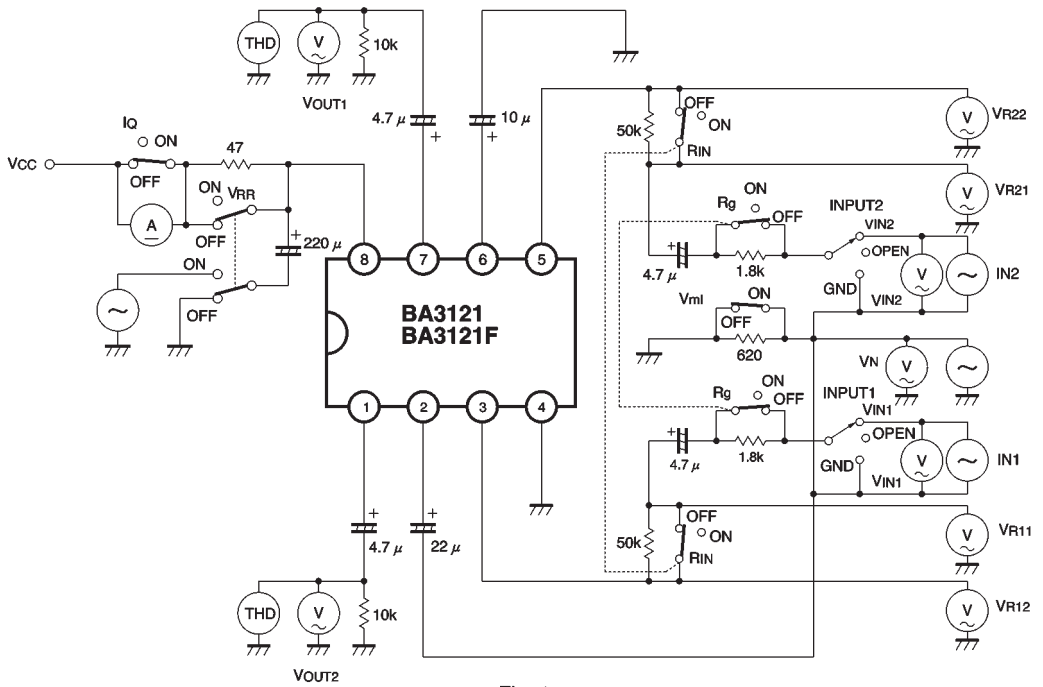 THD
V
10k
VOUT1
4.7 μ
+
10 μ
+
IQ
ON
VCC
OFF
47
A
ON
VRR
OFF
ON
OFF
+
220 μ
~
8
7
6
5
BA3121
BA3121F
1
2
3
4
+
4.7 μ
+
22 μ
THD
V
10k
VOUT2
50k
OFF
ON
RIN
V
VR22
V
VR21
ON
Rg
OFF
INPUT2
VIN2
OPEN
GND
VIN2
V
~
IN2
+
4.7 μ
1.8k
Vml
ON
OFF
620
VN
V
~
ON
Rg
OFF
INPUT1
VIN1
OPEN
GND
VIN1
V
~
IN1
+
4.7 μ
1.8k
50k
OFF
ON
RIN
V
VR11
V
VR12